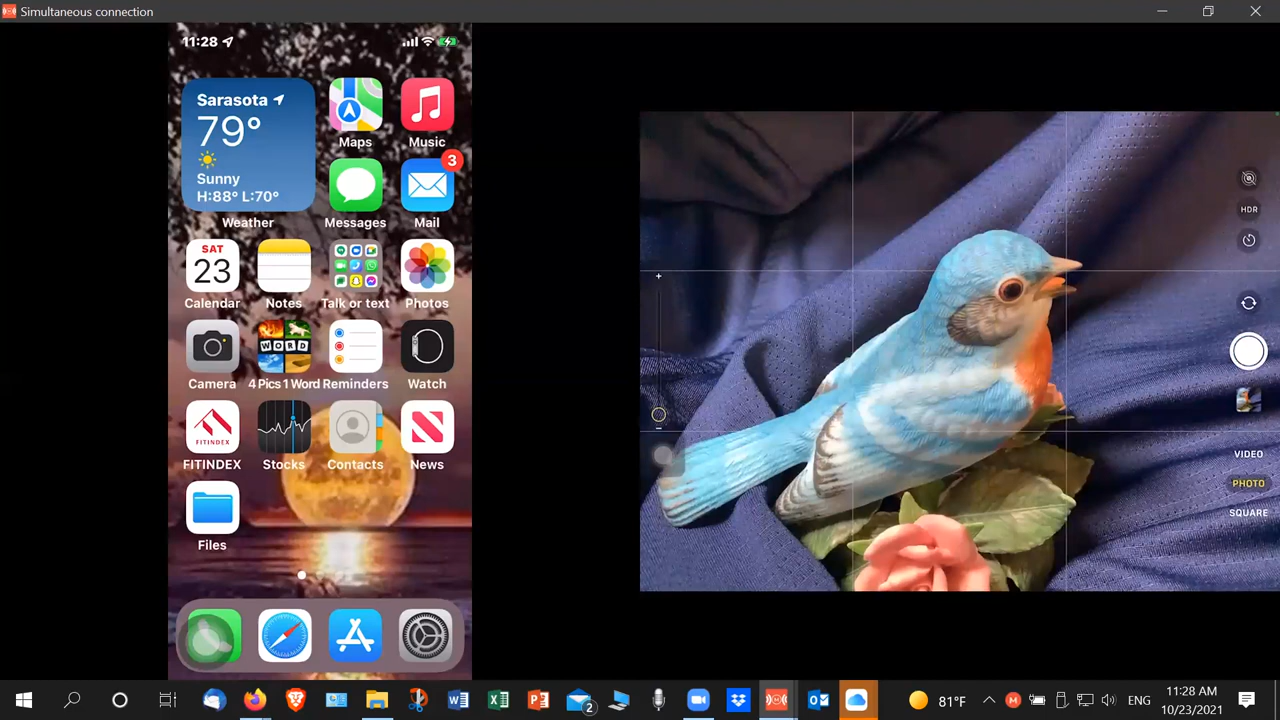 Simultaneous connection
11:28
Sarasota
79°
Sunny
H:88° L:70°
Weather
Maps
Music
Messages
3
Mail
SAT
23
Calendar
Notes
Talk or text
Photos
Camera
WORD
4 Pics 1 Word
Reminders
Watch
FITINDEX
FITINDEX
Stocks
Contacts
News
Files
HDR
VIDEO
PHOTO
SQUARE
2
81°F
ENG
11:28 AM
10/23/2021